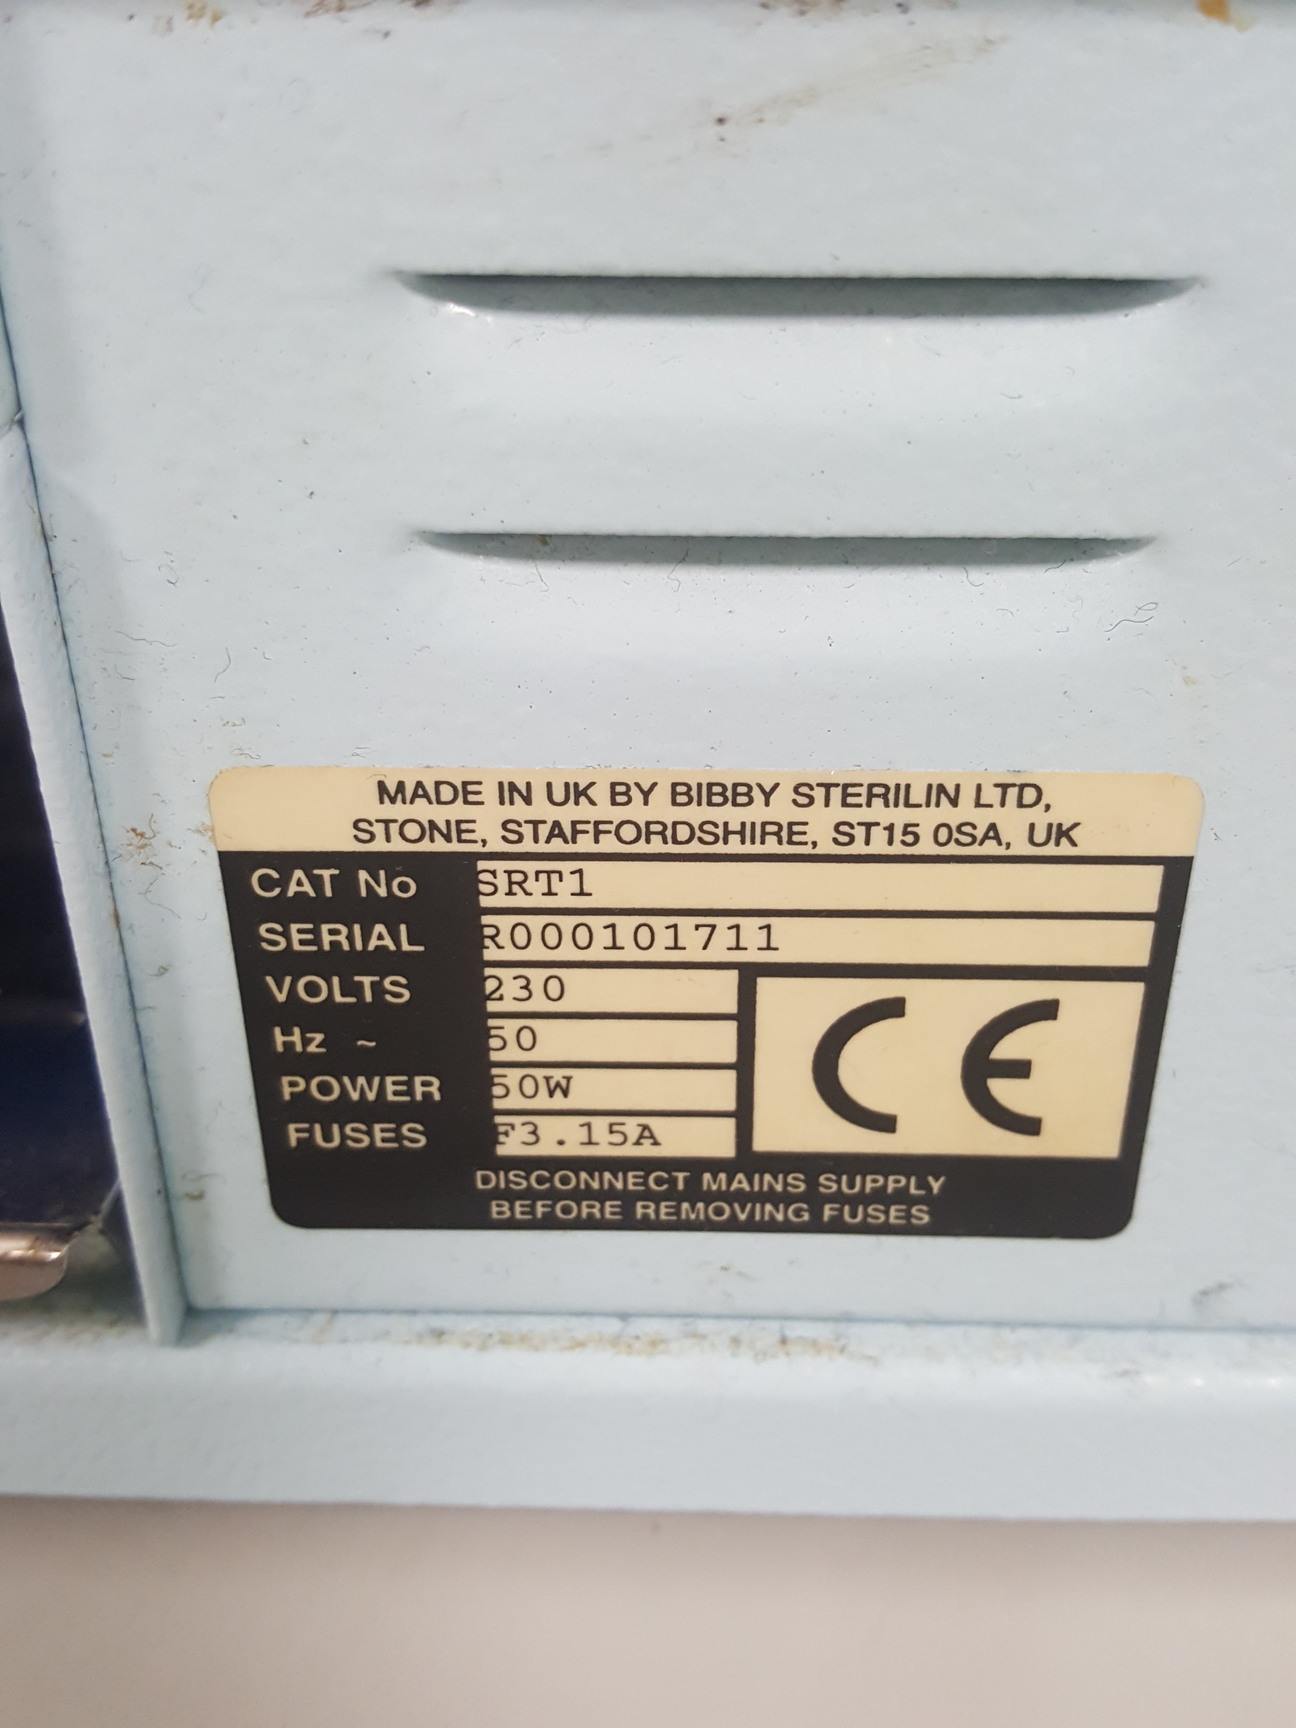 MADE IN UK BY BIBBY STERILIN LTD,
STONE, STAFFORDSHIRE, ST15 0SA, UK
CAT No SRT1
SERIAL R000101711
VOLTS 230
Hz ~ 50
POWER 50W
FUSES F3.15A
CE
DISCONNECT MAINS SUPPLY
BEFORE REMOVING FUSES